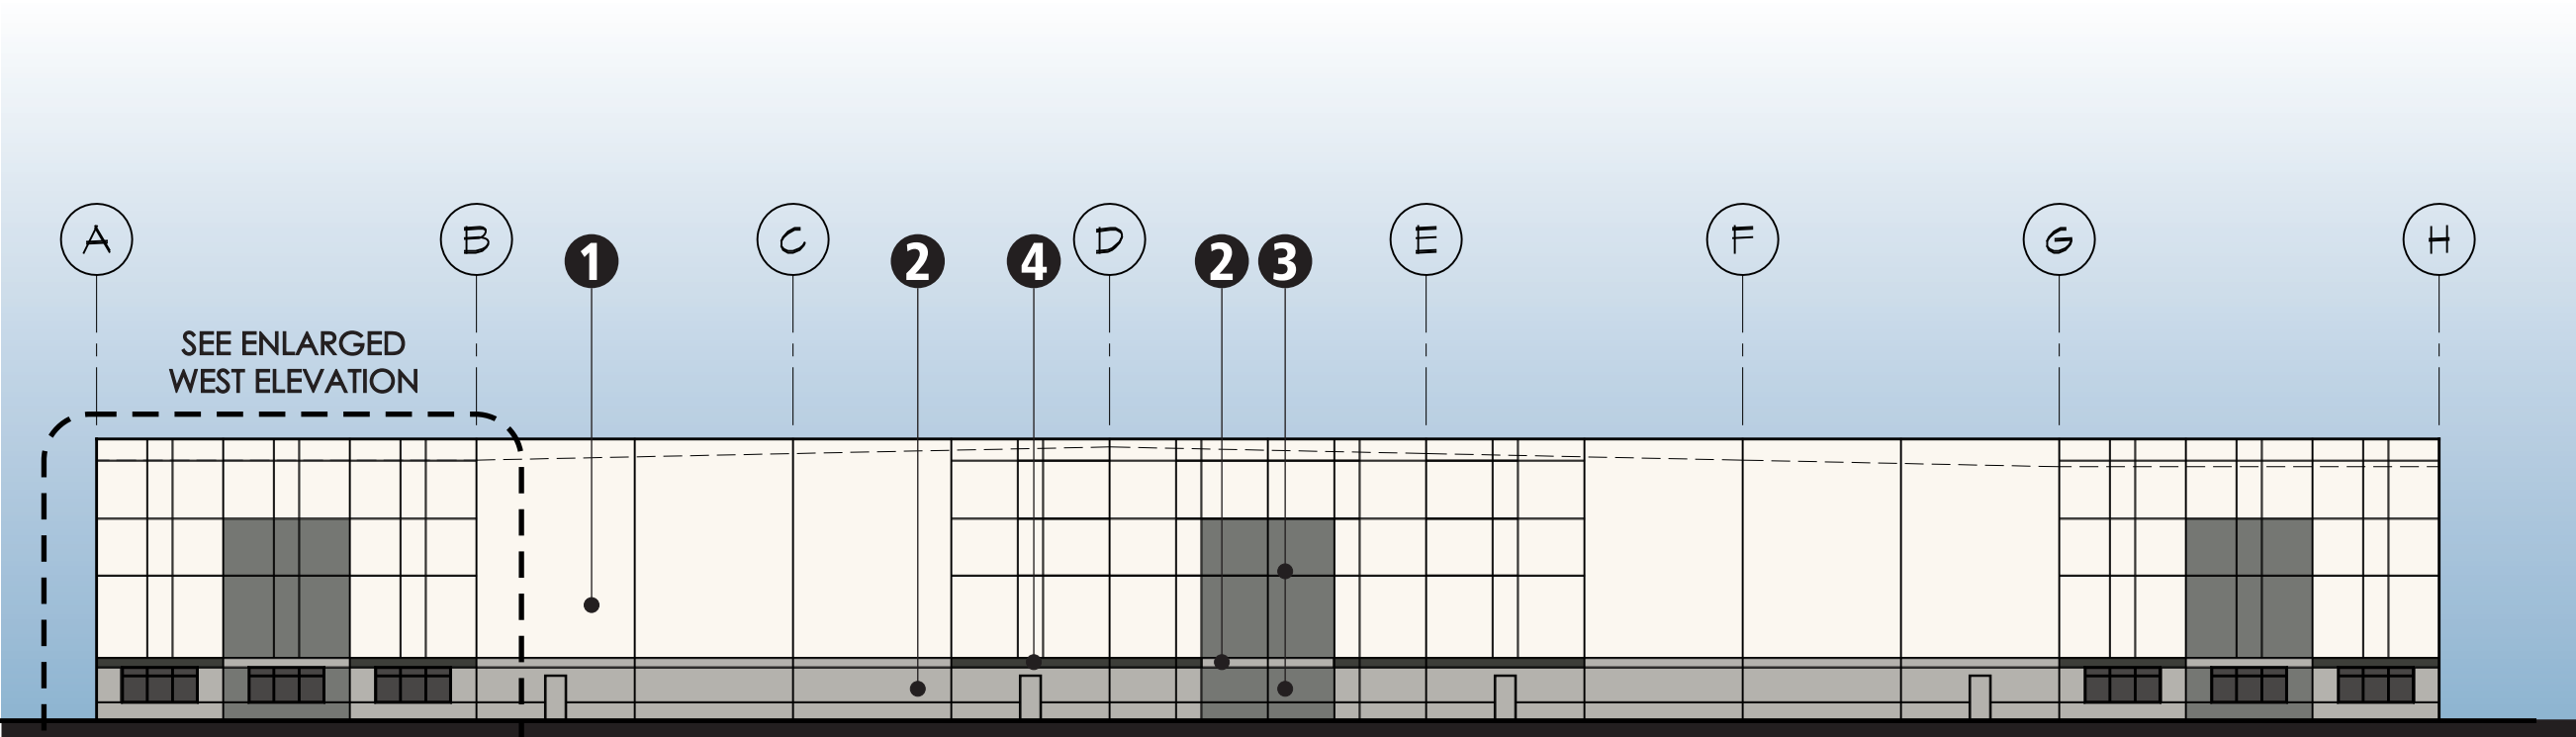 A B C D E F G H
1 2 4 2 3
SEE ENLARGED
WEST ELEVATION